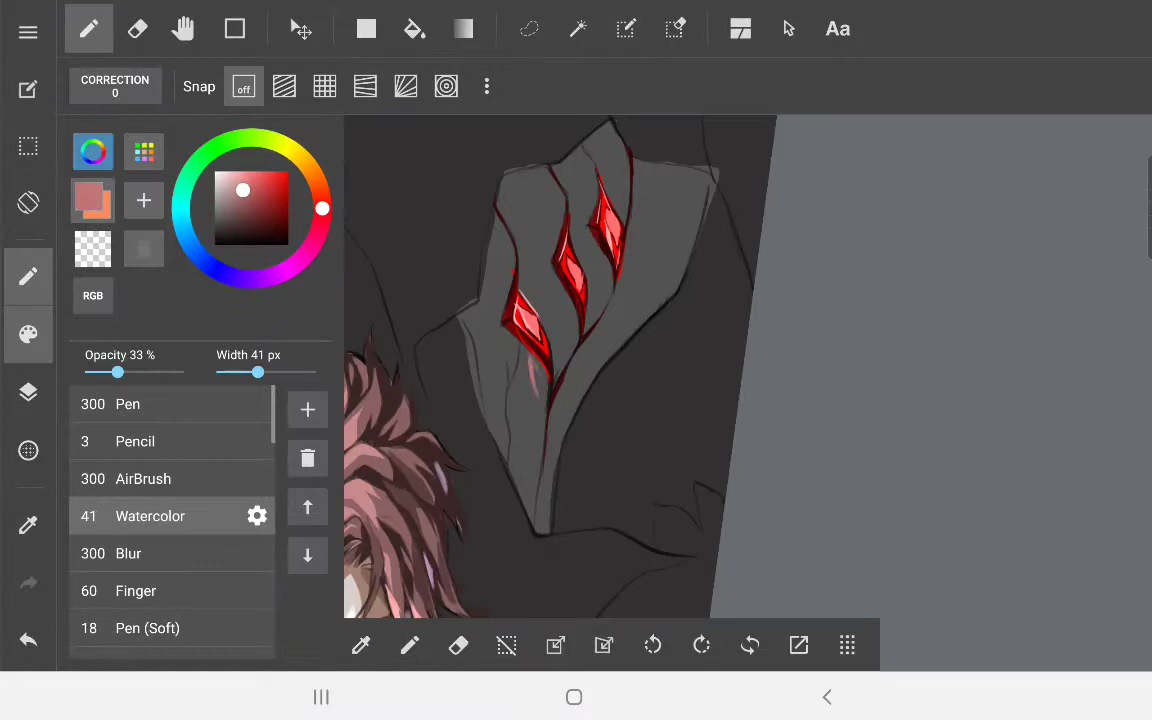 Aa
CORRECTION
0
Snap
off
RGB
Opacity 33 %
Width 41 px
300 Pen
3 Pencil
300 AirBrush
41 Watercolor
300 Blur
60 Finger
18 Pen (Soft)